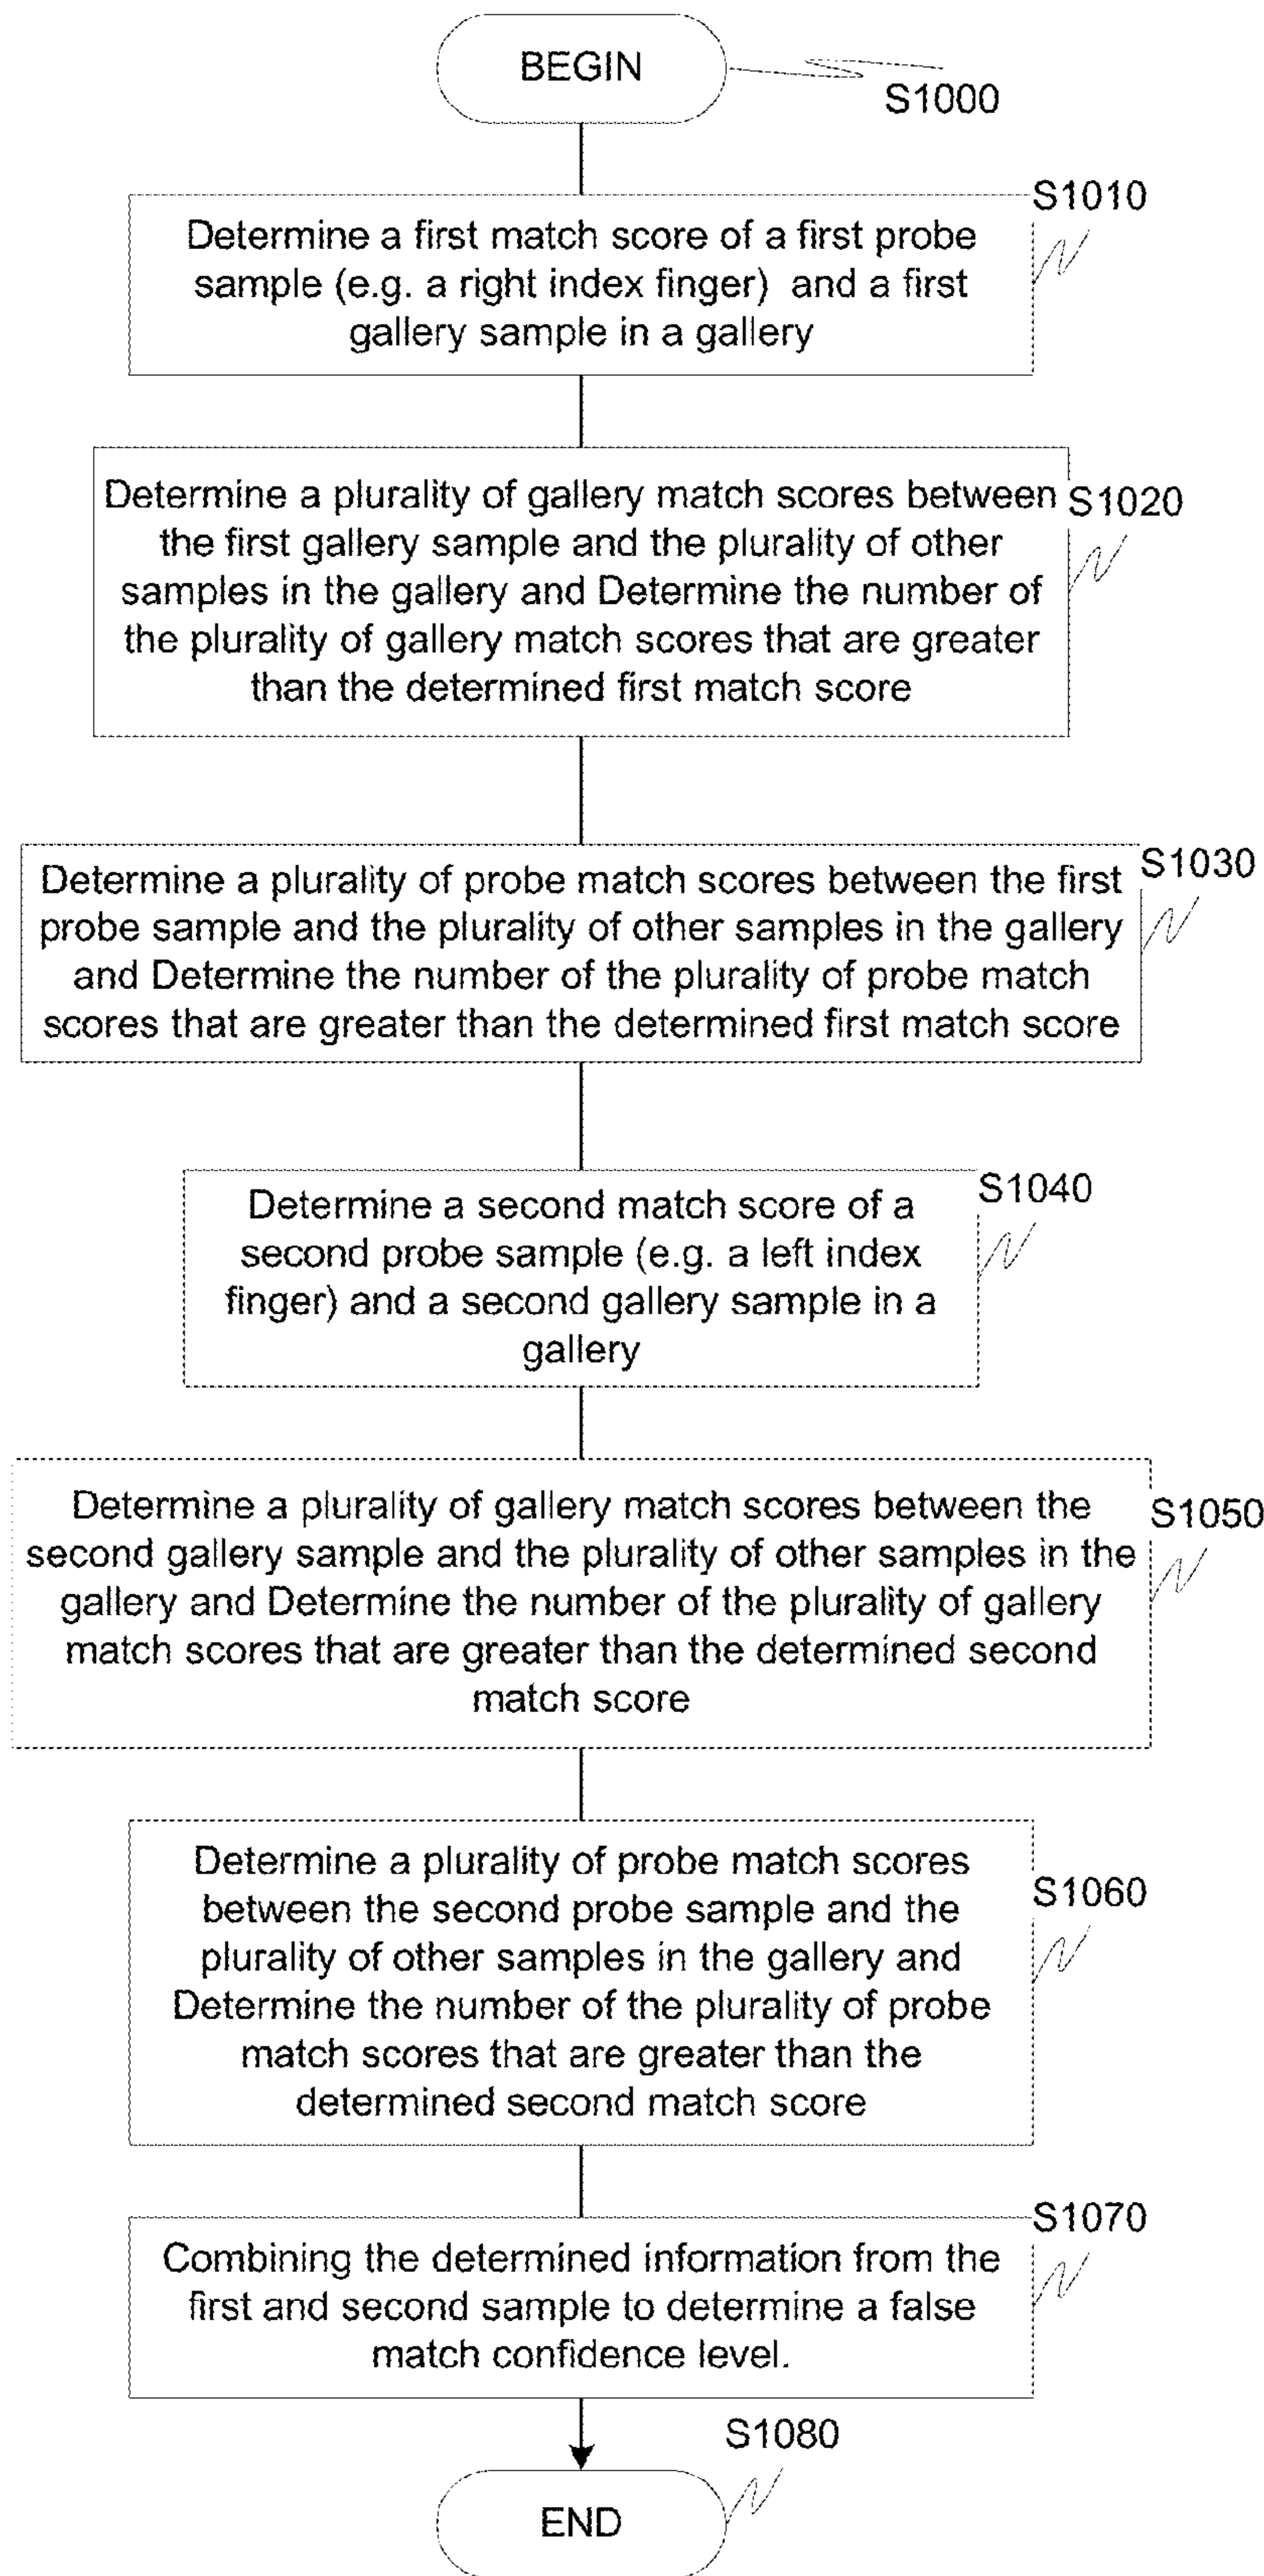 BEGIN
S1000
S1010
Determine a first match score of a first probe
sample (e.g. a right index finger) and a first
gallery sample in a gallery
Determine a plurality of gallery match scores between
S1020
the first gallery sample and the plurality of other
samples in the gallery and Determine the number of
the plurality of gallery match scores that are greater
than the determined first match score
S1030
Determine a plurality of probe match scores between the first
probe sample and the plurality of other samples in the gallery
and Determine the number of the plurality of probe match
scores that are greater than the determined first match score
S1040
Determine a second match score of a
second probe sample (e.g. a left index
finger) and a second gallery sample in a
gallery
Determine a plurality of gallery match scores between the
S1050
second gallery sample and the plurality of other samples in the
gallery and Determine the number of the plurality of gallery
match scores that are greater than the determined second
match score
Determine a plurality of probe match scores
S1060
between the second probe sample and the
plurality of other samples in the gallery and
Determine the number of the plurality of probe
match scores that are greater than the
determined second match score
S1070
Combining the determined information from the
first and second sample to determine a false
match confidence level.
S1080
END